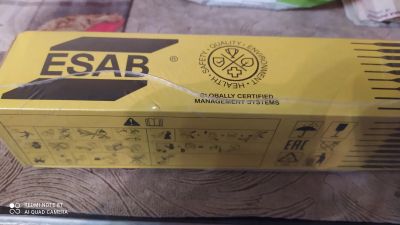 ESAB®
QUALITY · ENVIRONMENT · HEALTH · SAFETY ·
GLOBALLY CERTIFIED
MANAGEMENT SYSTEMS
EAC
REDMI NOTE 8T
AI QUAD CAMERA